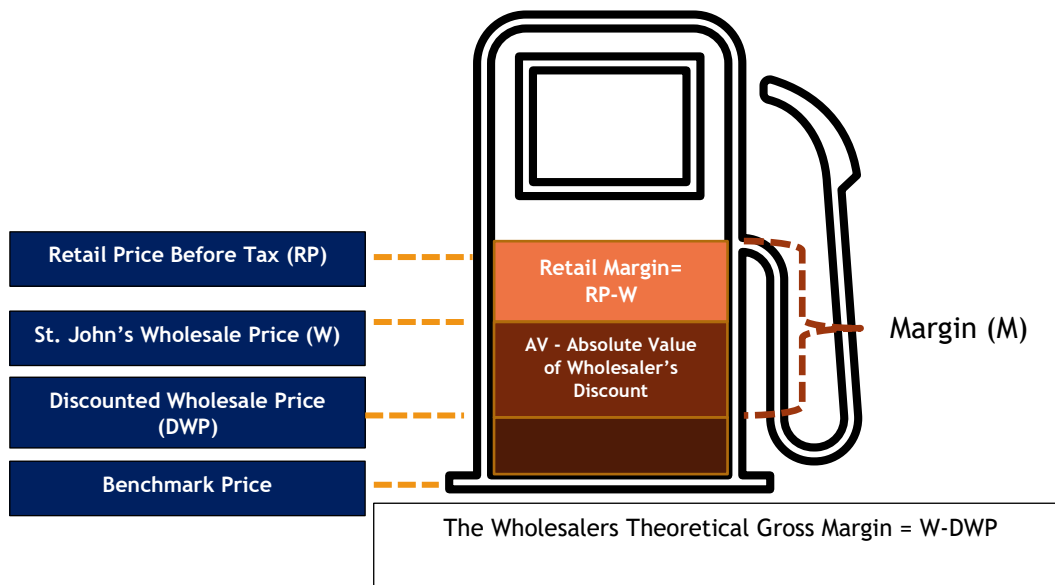 Retail Price Before Tax (RP)
Retail Margin=
RP-W
St. John’s Wholesale Price (W)
Margin (M)
AV - Absolute Value
of Wholesaler’s
Discount
Discounted Wholesale Price
(DWP)
Benchmark Price
The Wholesalers Theoretical Gross Margin = W-DWP